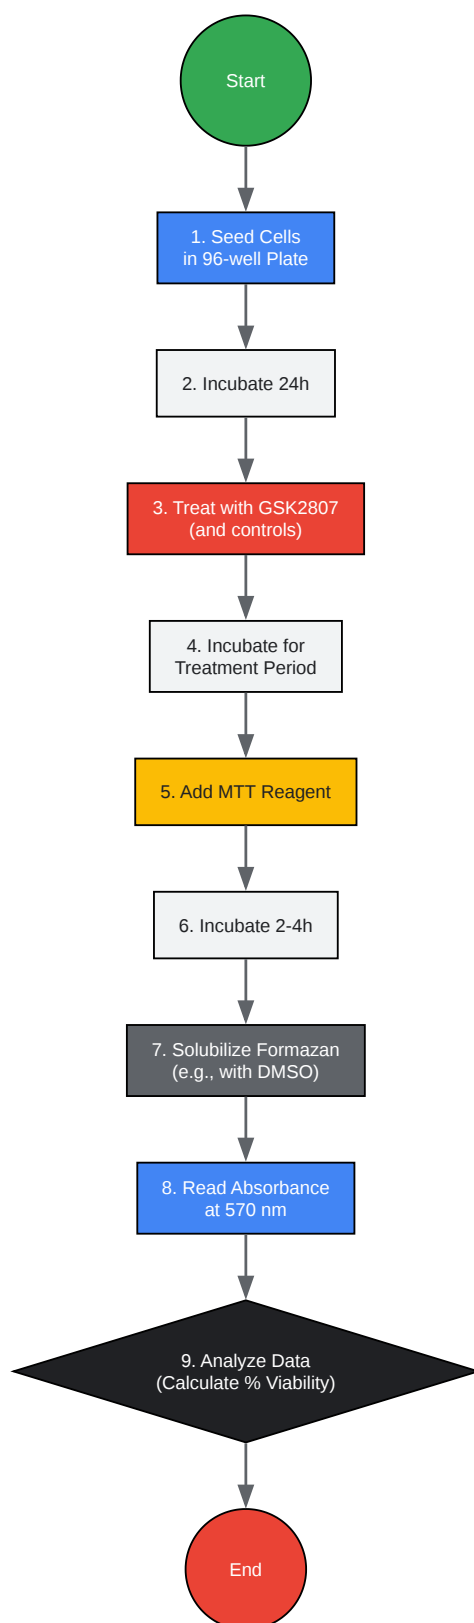 Start
1. Seed Cells
in 96-well Plate
2. Incubate 24h
3. Treat with GSK2807
(and controls)
4. Incubate for
Treatment Period
5. Add MTT Reagent
6. Incubate 2-4h
7. Solubilize Formazan
(e.g., with DMSO)
8. Read Absorbance
at 570 nm
9. Analyze Data
(Calculate % Viability)
End